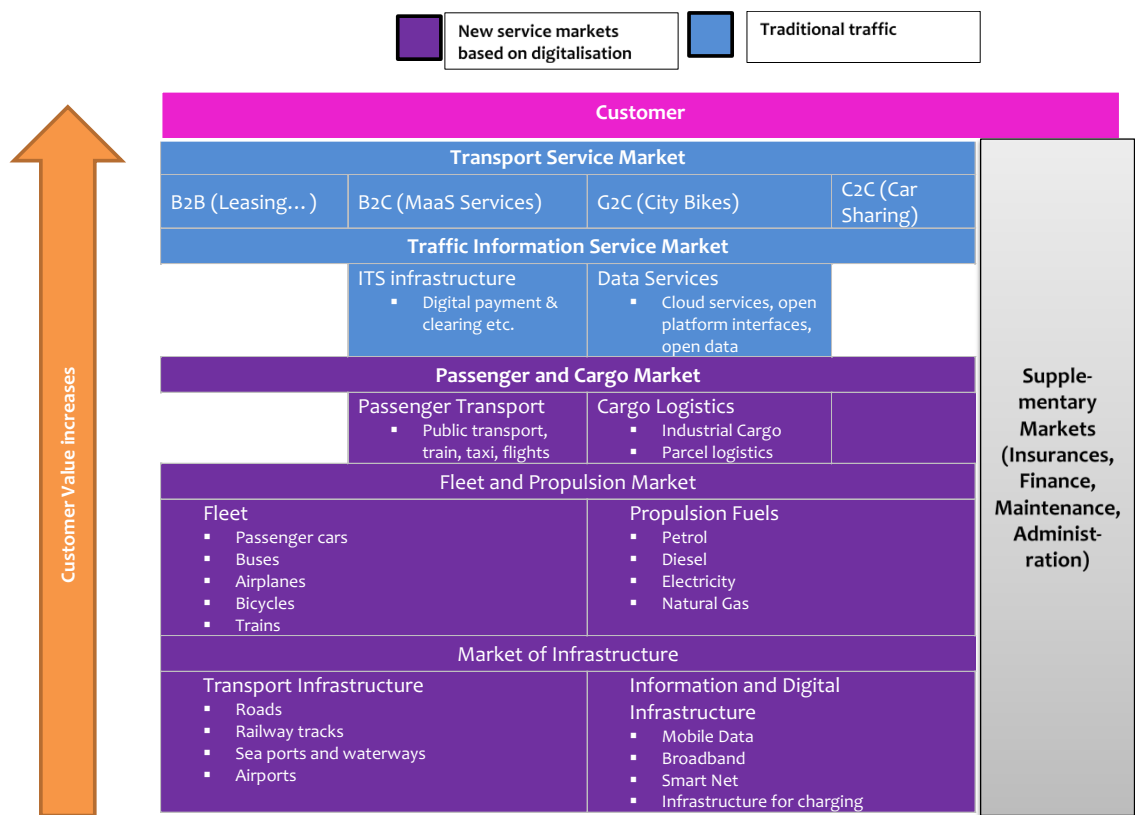 New service markets
based on digitalisation
Traditional traffic
Customer
Transport Service Market
B2B (Leasing…)
B2C (MaaS Services)
G2C (City Bikes)
C2C (Car
Sharing)
Traffic Information Service Market
ITS infrastructure
▪ Digital payment &
clearing etc.
Data Services
▪ Cloud services, open
platform interfaces,
open data
Passenger and Cargo Market
Passenger Transport
▪ Public transport,
train, taxi, flights
Cargo Logistics
▪ Industrial Cargo
▪ Parcel logistics
Fleet and Propulsion Market
Fleet
▪ Passenger cars
▪ Buses
▪ Airplanes
▪ Bicycles
▪ Trains
Propulsion Fuels
▪ Petrol
▪ Diesel
▪ Electricity
▪ Natural Gas
Market of Infrastructure
Transport Infrastructure
▪ Roads
▪ Railway tracks
▪ Sea ports and waterways
▪ Airports
Information and Digital
Infrastructure
▪ Mobile Data
▪ Broadband
▪ Smart Net
▪ Infrastructure for charging
Customer Value increases
Supple-
mentary
Markets
(Insurances,
Finance,
Maintenance,
Administ-
ration)